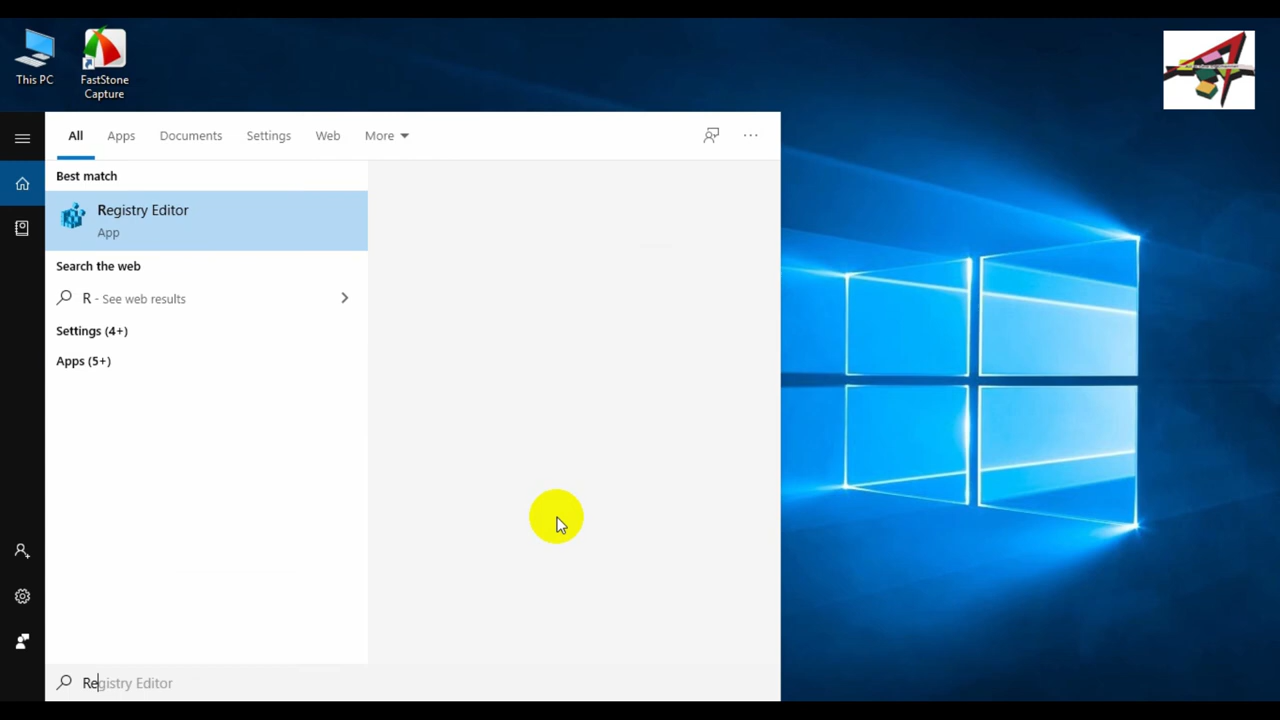 This PC
FastStone
Capture
All
Apps
Documents
Settings
Web
More
Best match
Registry Editor
App
Search the web
R - See web results
Settings (4+)
Apps (5+)
Registry Editor